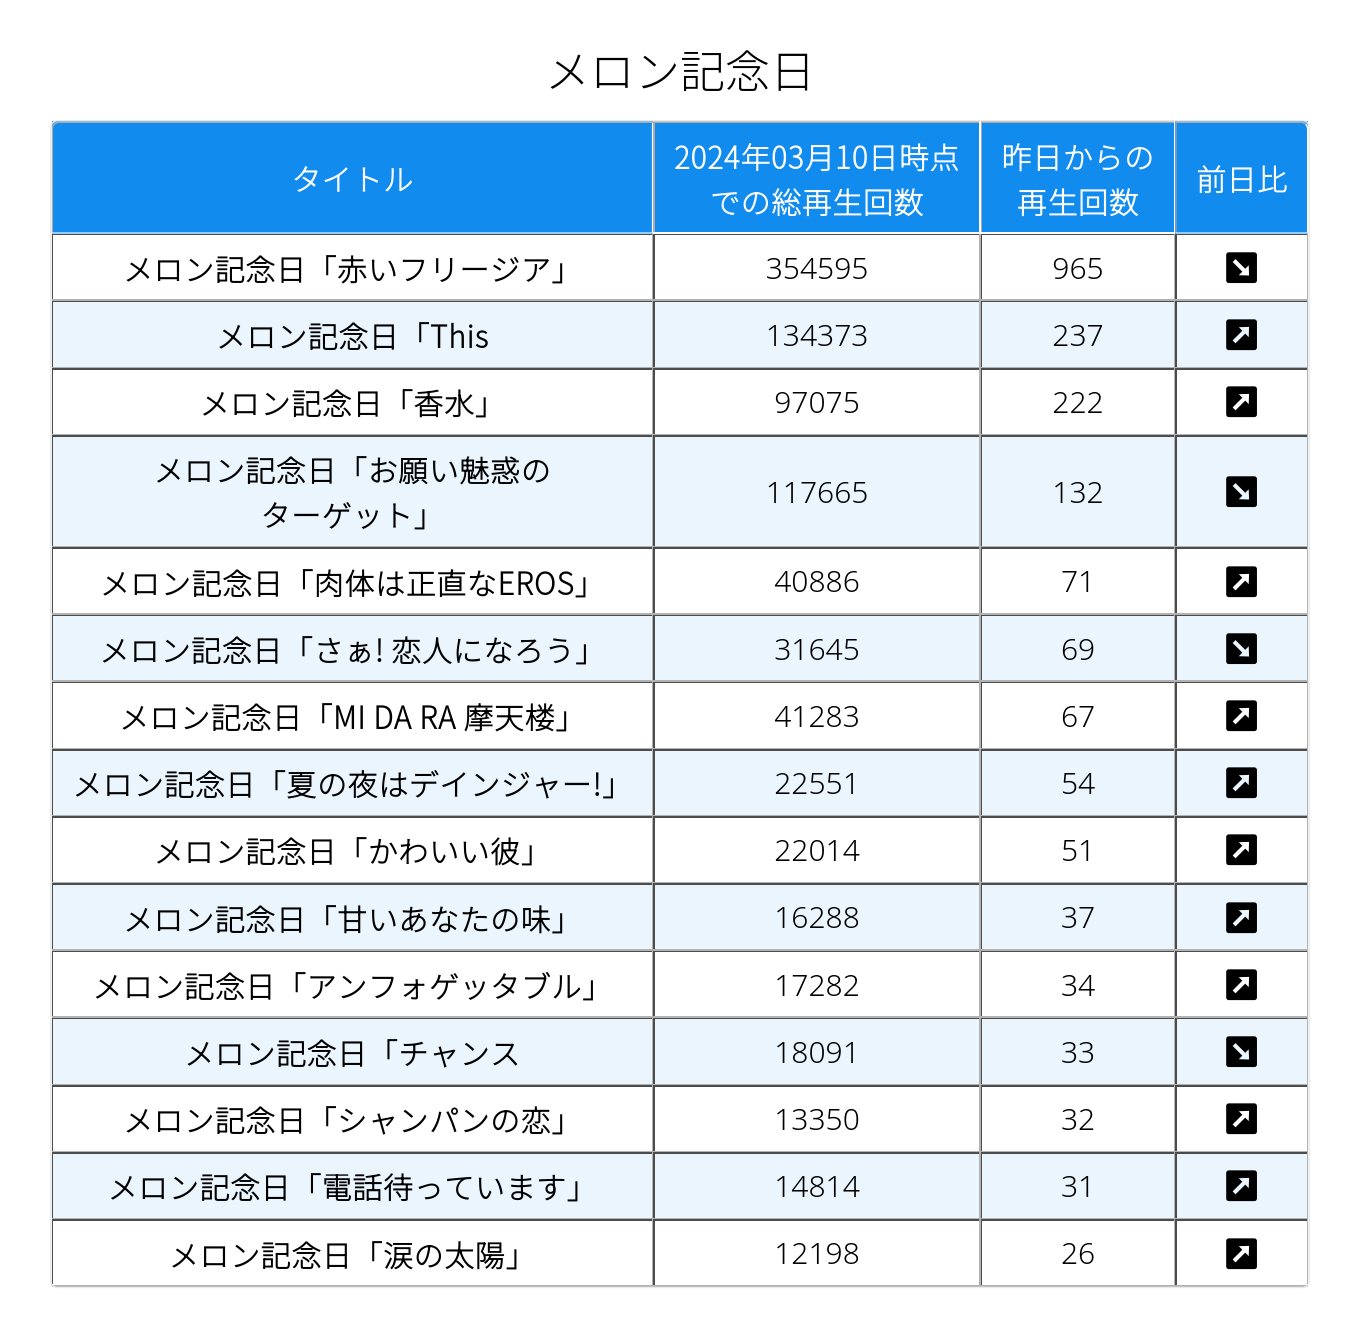 メロン記念日
タイトル
2024年03月10日時点
での総再生回数
昨日からの
再生回数
前日比
メロン記念日「赤いフリージア」 354595 965
メロン記念日「This 134373 237
メロン記念日「香水」 97075 222
メロン記念日「お願い魅惑の
ターゲット」 117665 132
メロン記念日「肉体は正直なEROS」 40886 71
メロン記念日「さぁ! 恋人になろう」 31645 69
メロン記念日「MI DA RA 摩天楼」 41283 67
メロン記念日「夏の夜はデインジャー!」 22551 54
メロン記念日「かわいい彼」 22014 51
メロン記念日「甘いあなたの味」 16288 37
メロン記念日「アンフォゲッタブル」 17282 34
メロン記念日「チャンス 18091 33
メロン記念日「シャンパンの恋」 13350 32
メロン記念日「電話待っています」 14814 31
メロン記念日「涙の太陽」 12198 26